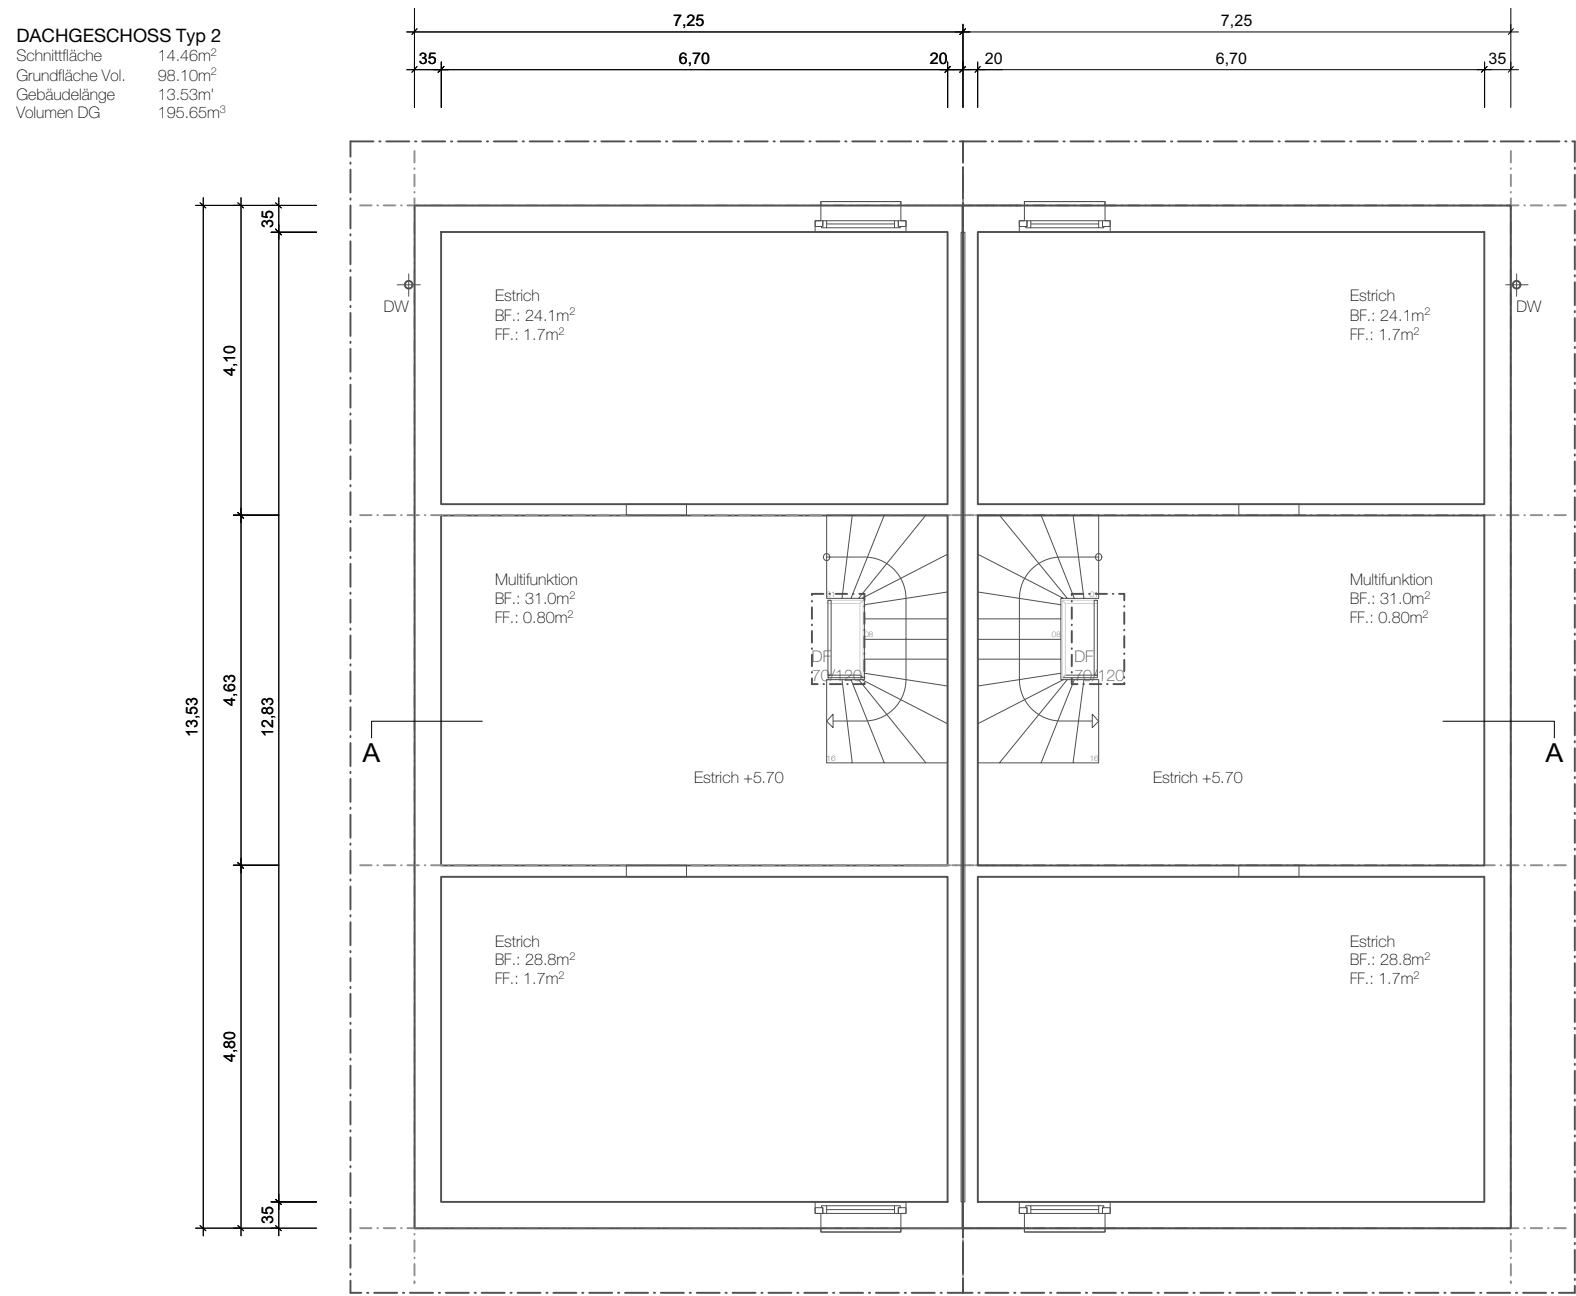 7,25
7,25
DACHGESCHOSS Typ 2
Schnittfläche 14.46m²
Grundfläche Vol. 98.10m²
Gebäudelänge 13.53m'
Volumen DG 195.65m³
35 6,70 20 20 6,70 35
35
DW
DW
Estrich
BF.: 24.1m²
FF.: 1.7m²
Estrich
BF.: 24.1m²
FF.: 1.7m²
4,10
Multifunktion
BF.: 31.0m²
FF.: 0.80m²
Multifunktion
BF.: 31.0m²
FF.: 0.80m²
08
08
DF
70/120
DF
70/120
13,53
4,63
12,83
A
A
16
16
Estrich +5.70
Estrich +5.70
Estrich
BF.: 28.8m²
FF.: 1.7m²
Estrich
BF.: 28.8m²
FF.: 1.7m²
4,80
35